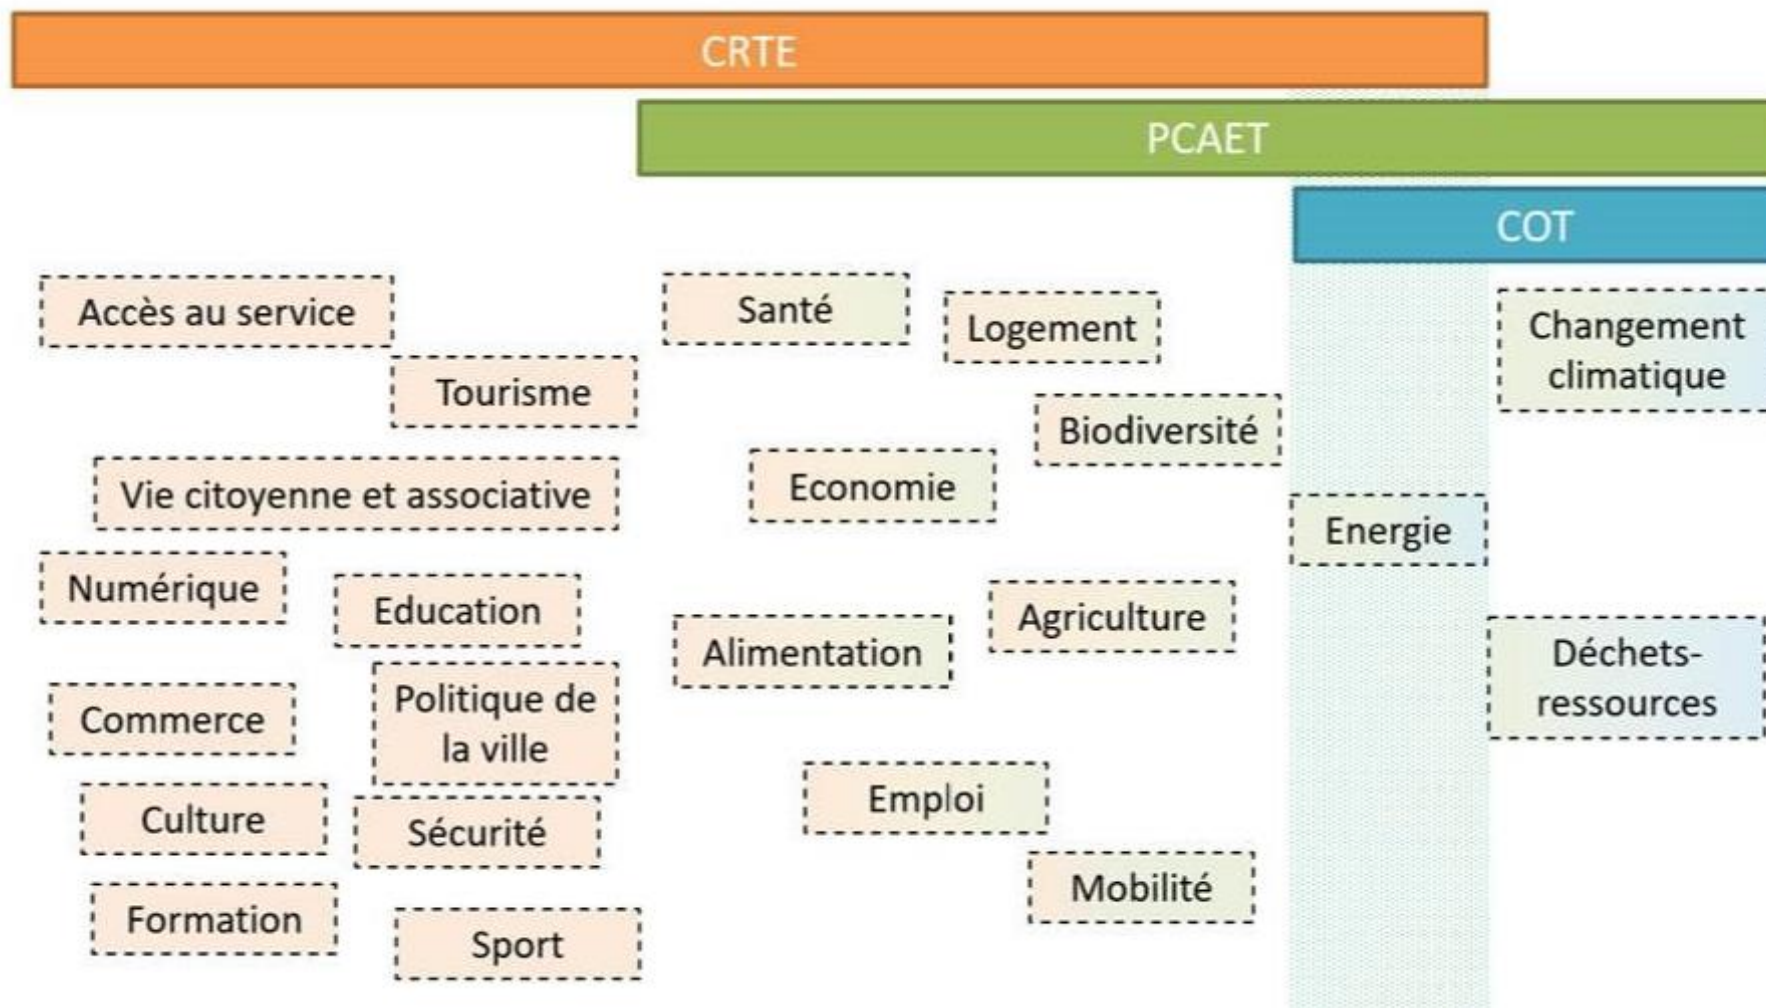 CRTE
PCAET
COT
Accès au service
Santé
Logement
Changement
climatique
Tourisme
Biodiversité
Vie citoyenne et associative
Economie
Energie
Numérique
Education
Agriculture
Alimentation
Déchets-
ressources
Commerce
Politique de
la ville
Culture
Sécurité
Emploi
Mobilité
Formation
Sport